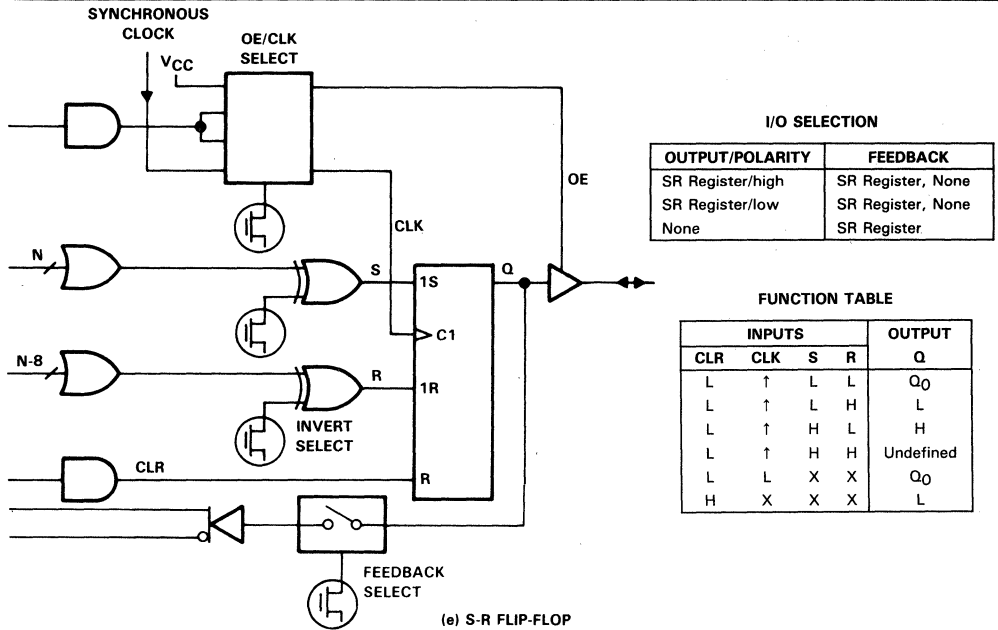 SYNCHRONOUS
CLOCK
OE/CLK
SELECT
VCC
OE
CLK
N
S
1S
Q
C1
N-8
R
1R
INVERT
SELECT
CLR
R
FEEDBACK
SELECT
(e) S-R FLIP-FLOP
I/O SELECTION
OUTPUT/POLARITY FEEDBACK
SR Register/high SR Register, None
SR Register/low SR Register, None
None SR Register
FUNCTION TABLE
INPUTS OUTPUT
CLR CLK S R Q
L ↑ L L Q0
L ↑ L H L
L ↑ H L H
L ↑ H H Undefined
L L X X Q0
H X X X L